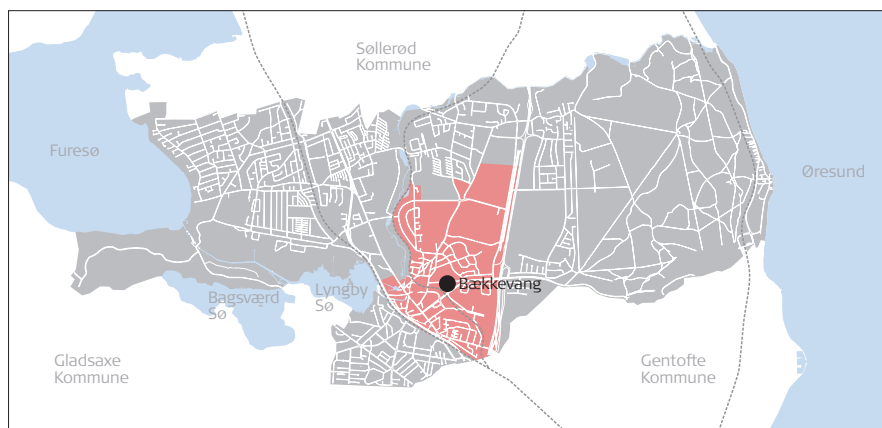 Søllerød
Kommune
Furesø
Øresund
Bækkevang
Bagsværd
Sø
Lyngby
Sø
Gladsaxe
Kommune
Gentofte
Kommune